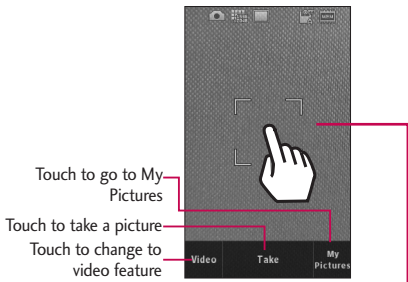 Touch to go to My
Pictures
Touch to take a picture
Touch to change to
video feature
Video
Take
My
Pictures